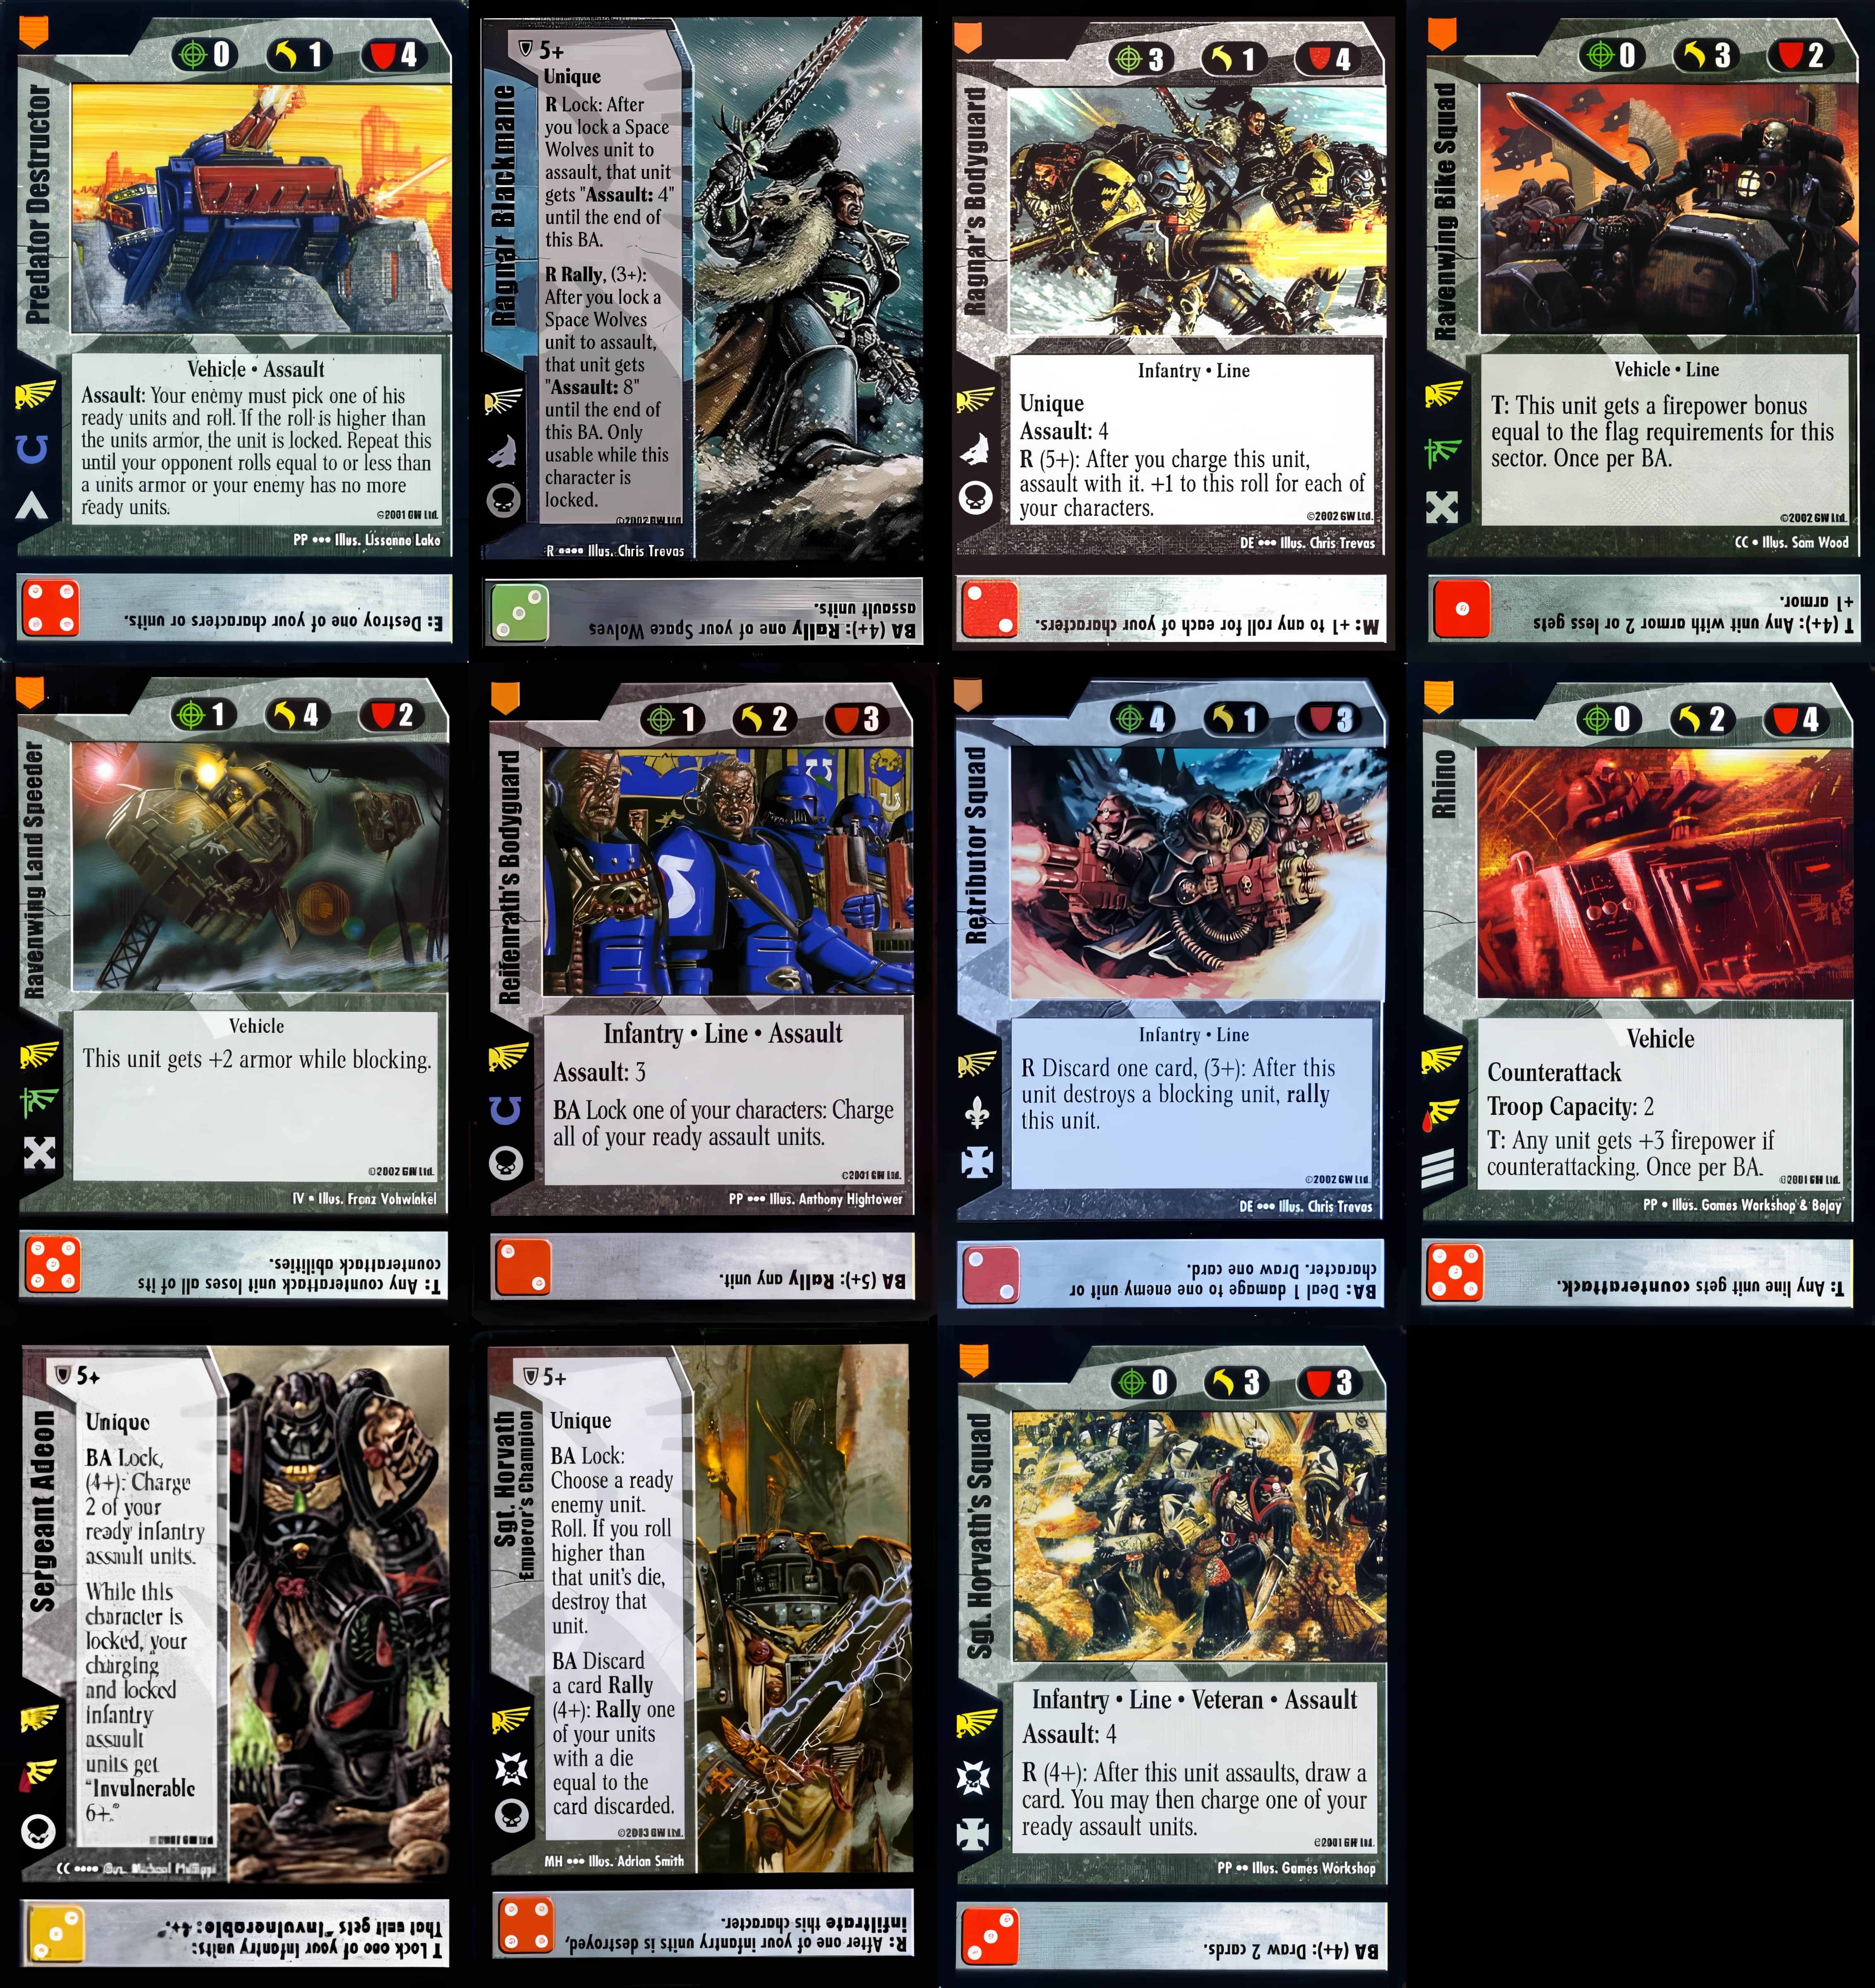 0 1 4
Predator Destructor
Vehicle • Assault
Assault: Your enemy must pick one of his
ready units and roll. If the roll is higher than
the units armor, the unit is locked. Repeat this
until your opponent rolls equal to or less than
a units armor or your enemy has no more
ready units.
©2001 GW Ltd.
PP ••• Illus. Lissanne Lake
E: Destroy one of your characters or units.
5+
Ragnar Blackmane
Unique
R Lock: After
you lock a Space
Wolves unit to
assault, that unit
gets "Assault: 4"
until the end of
this BA.
R Rally, (3+):
After you lock a
Space Wolves
unit to assault,
that unit gets
"Assault: 8"
until the end of
this BA. Only
usable while this
character is
locked.
©2002 GW Ltd.
R •••• Illus. Chris Trevas
BA (4+): Rally one of your Space Wolves
assault units.
3 1 4
Ragnar's Bodyguard
Infantry • Line
Unique
Assault: 4
R (5+): After you charge this unit,
assault with it. +1 to this roll for each of
your characters.
©2002 GW Ltd.
DE ••• Illus. Chris Trevas
M: +1 to any roll for each of your characters.
0 3 2
Ravenwing Bike Squad
Vehicle • Line
T: This unit gets a firepower bonus
equal to the flag requirements for this
sector. Once per BA.
©2002 GW Ltd.
CC • Illus. Sam Wood
T (4+): Any unit with armor 2 or less gets
+1 armor.
1 4 2
Ravenwing Land Speeder
Vehicle
This unit gets +2 armor while blocking.
©2002 GW Ltd.
IV • Illus. Franz Vohwinkel
T: Any counterattack unit loses all of its
counterattack abilities.
1 2 3
Reifenrath's Bodyguard
Infantry • Line • Assault
Assault: 3
BA Lock one of your characters: Charge
all of your ready assault units.
©2001 GW Ltd.
PP ••• Illus. Anthony Hightower
BA (5+): Rally any unit.
4 1 3
Retributor Squad
Infantry • Line
R Discard one card, (3+): After this
unit destroys a blocking unit, rally
this unit.
©2002 GW Ltd.
DE ••• Illus. Chris Trevas
BA: Deal 1 damage to one enemy unit or
character. Draw one card.
0 2 4
Rhino
Vehicle
Counterattack
Troop Capacity: 2
T: Any unit gets +3 firepower if
counterattacking. Once per BA.
©2001 GW Ltd.
PP • Illus. Games Workshop & Bejay
T: Any line unit gets counterattack.
5+
Sergeant Adeon
Unique
BA Lock,
(4+): Charge
2 of your
ready infantry
assault units.
While this
character is
locked, your
charging
and locked
infantry
assault
units get
"Invulnerable
6+."
GW Ltd
CC •••• Michael Phillippi
T Lock one of your infantry units:
That unit gets "Invulnerable: 4+."
5+
Sgt. Horvath
Emperor's Champion
Unique
BA Lock:
Choose a ready
enemy unit.
Roll. If you roll
higher than
that unit's die,
destroy that
unit.
BA Discard
a card Rally
(4+): Rally one
of your units
with a die
equal to the
card discarded.
©2003 GW Ltd.
MH ••• Illus. Adrian Smith
R: After one of your infantry units is destroyed,
infiltrate this character.
0 3 3
Sgt. Horvath's Squad
Infantry • Line • Veteran • Assault
Assault: 4
R (4+): After this unit assaults, draw a
card. You may then charge one of your
ready assault units.
©2001 GW Ltd.
PP •• Illus. Games Workshop
BA (4+): Draw 2 cards.